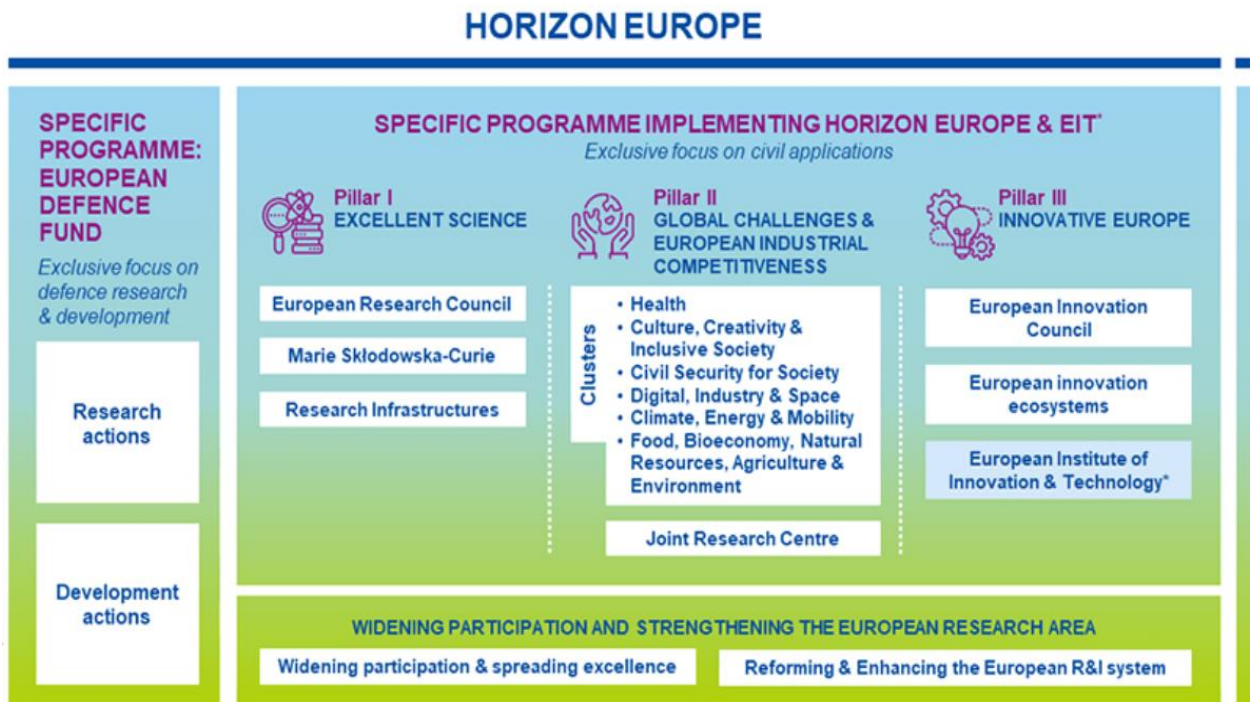 HORIZON EUROPE
SPECIFIC
PROGRAMME:
EUROPEAN
DEFENCE
FUND
Exclusive focus on
defence research
& development
Research
actions
Development
actions
SPECIFIC PROGRAMME IMPLEMENTING HORIZON EUROPE & EIT*
Exclusive focus on civil applications
Pillar I
EXCELLENT SCIENCE
European Research Council
Marie Skłodowska-Curie
Research Infrastructures
Pillar II
GLOBAL CHALLENGES &
EUROPEAN INDUSTRIAL
COMPETITIVENESS
Clusters
• Health
• Culture, Creativity &
Inclusive Society
• Civil Security for Society
• Digital, Industry & Space
• Climate, Energy & Mobility
• Food, Bioeconomy, Natural
Resources, Agriculture &
Environment
Joint Research Centre
Pillar III
INNOVATIVE EUROPE
European Innovation
Council
European innovation
ecosystems
European Institute of
Innovation & Technology*
WIDENING PARTICIPATION AND STRENGTHENING THE EUROPEAN RESEARCH AREA
Widening participation & spreading excellence
Reforming & Enhancing the European R&I system